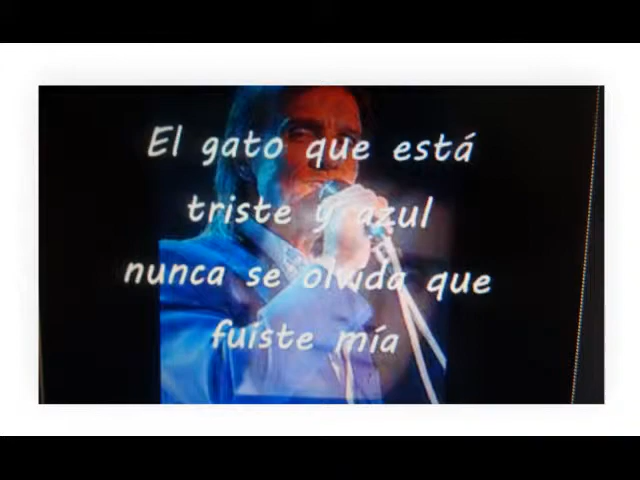 El gato que está
triste y azul
nunca se olvida que
fuiste mía